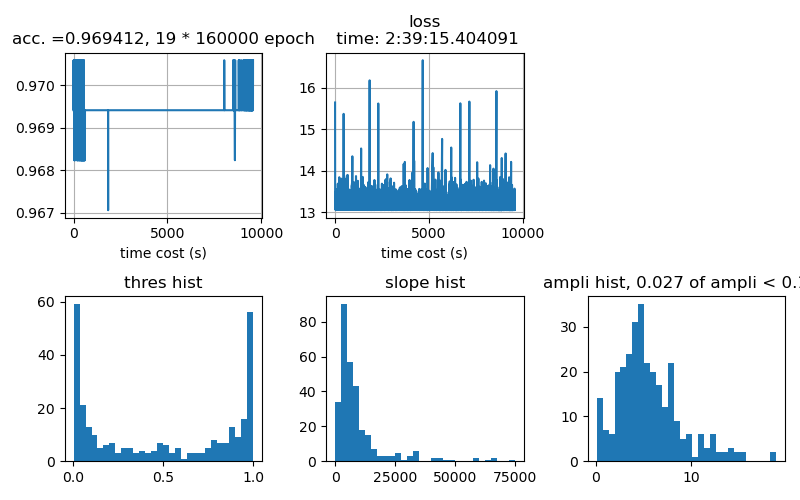 acc. =0.969412, 19 * 160000 epoch
loss
time: 2:39:15.404091
0.970
0.969
0.968
0.967
0 5000 10000
time cost (s)
16
15
14
13
0 5000 10000
time cost (s)
thres hist
60
40
20
0
0.0 0.5 1.0
slope hist
80
60
40
20
0
0 25000 50000 75000
ampli hist, 0.027 of ampli < 0.
30
20
10
0
0 10